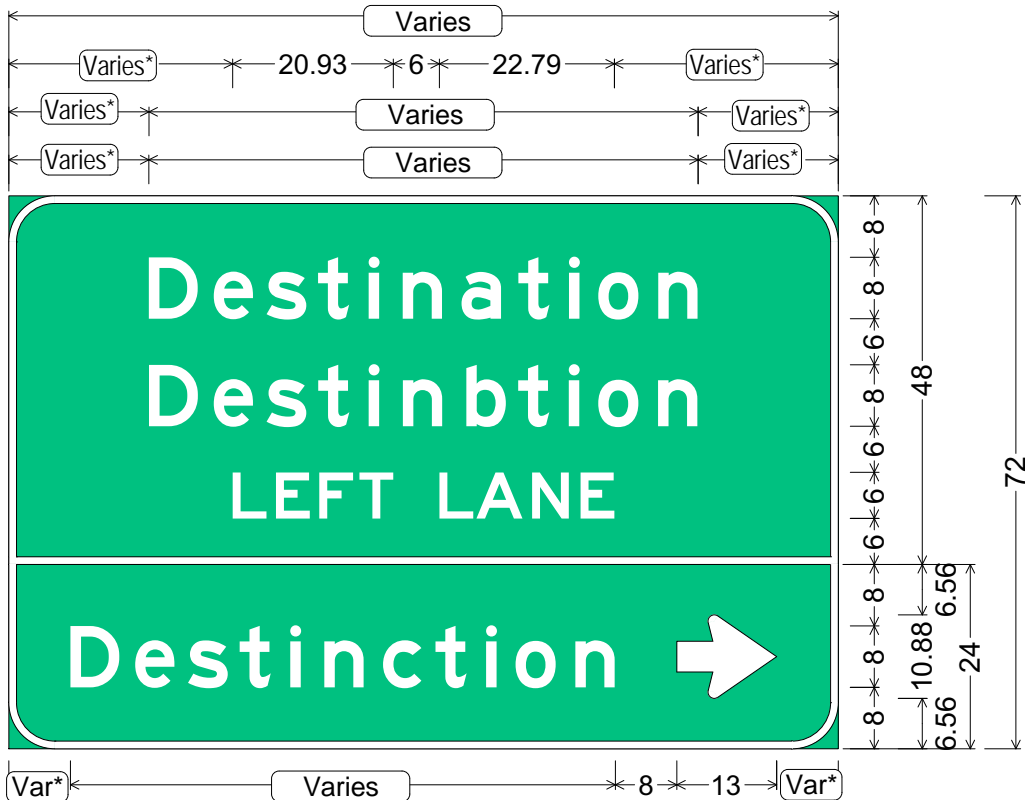 Varies
Varies* 20.93 6 22.79 Varies*
Varies* Varies Varies*
Varies* Varies Varies*
Destination
Destinbtion
LEFT LANE
Destinction
8
8
6
8
6
6
6
8
8
8
48
6.56
10.88
6.56
24
72
Var* Varies 8 13 Var*